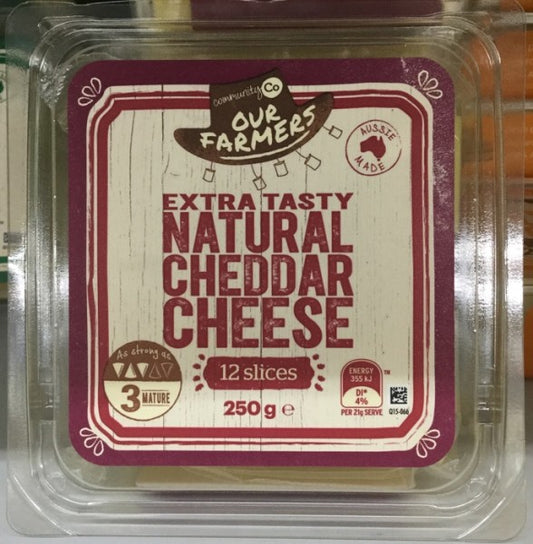 community Co
OUR
FARMERS
AUSSIE
MADE
EXTRA TASTY
NATURAL
CHEDDAR
CHEESE
As strong as
3 MATURE
12 slices
250g e
ENERGY
355 kJ
DI*
4%
PER 21g SERVE
TM
Q15-066